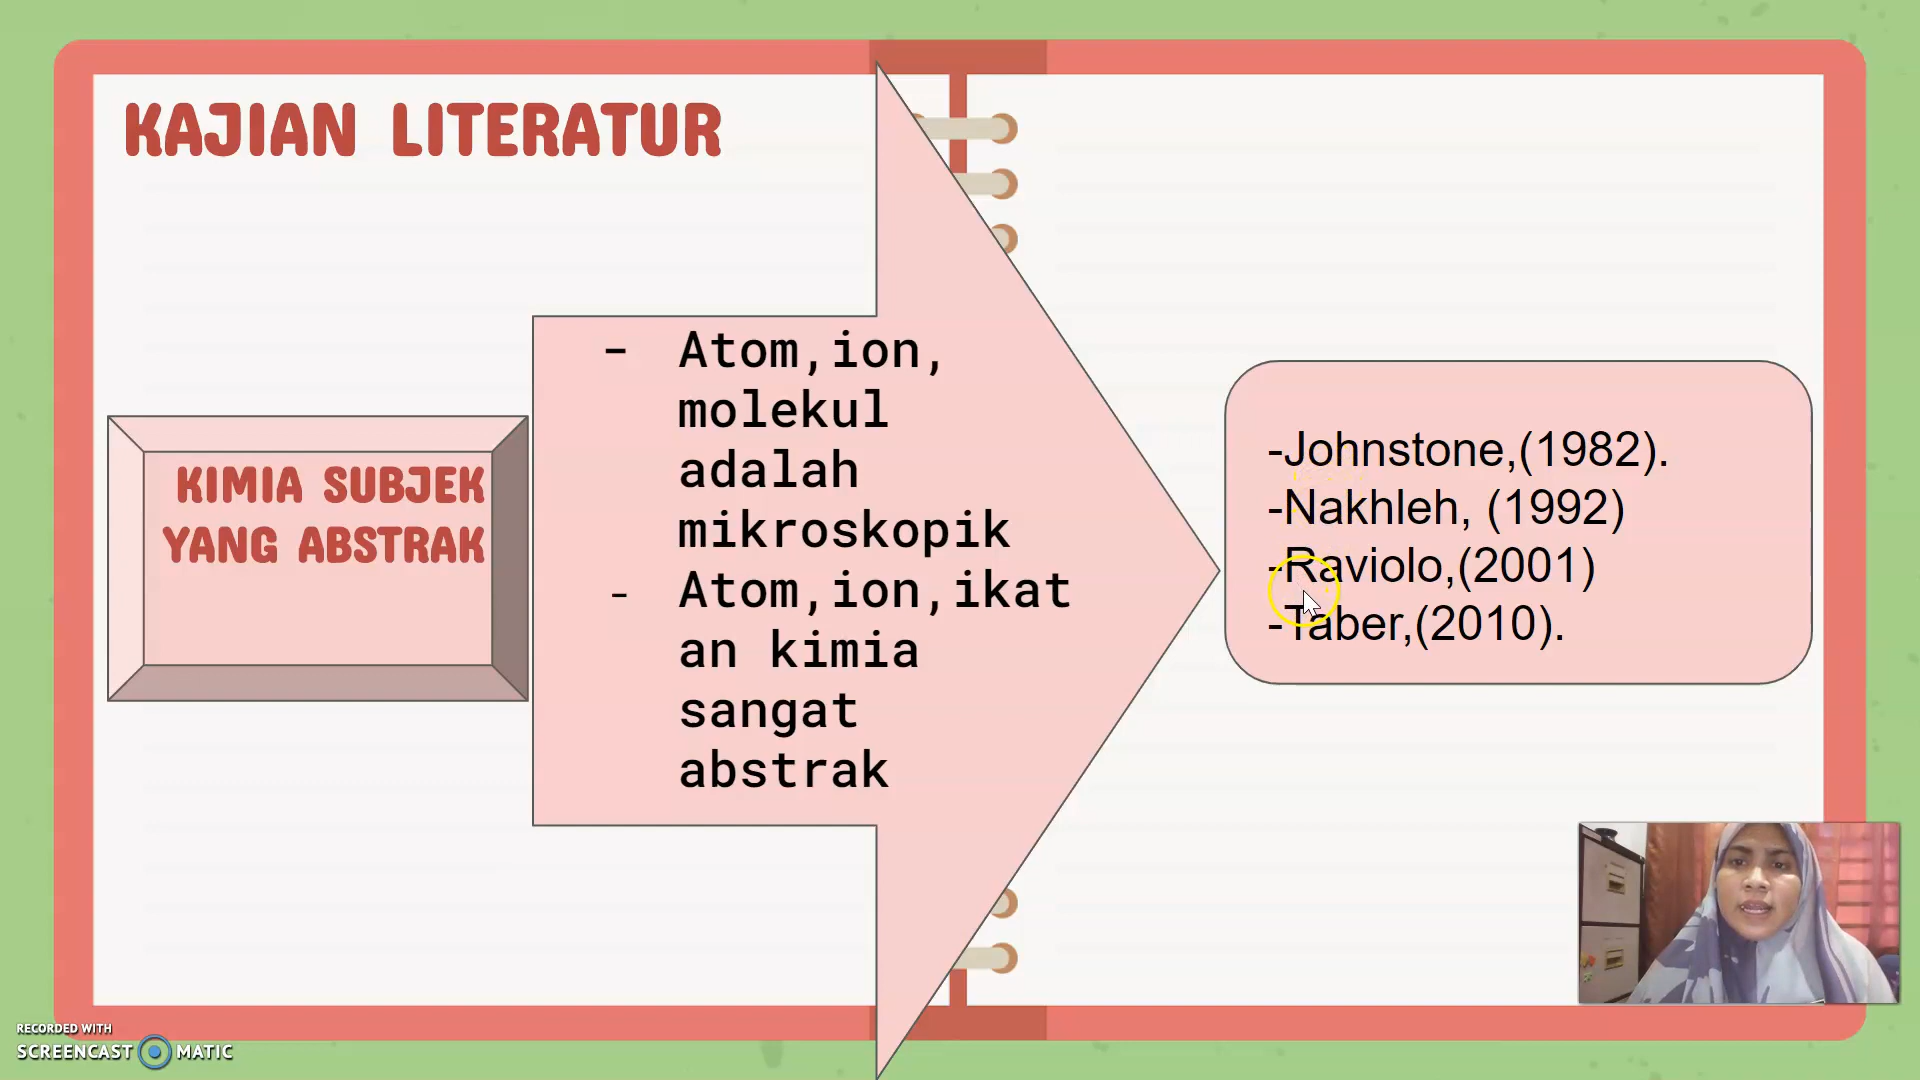 KAJIAN LITERATUR
KIMIA SUBJEK
YANG ABSTRAK
- Atom,ion,
molekul
adalah
mikroskopik
- Atom,ion,ikat
an kimia
sangat
abstrak
-Johnstone,(1982).
-Nakhleh, (1992)
-Raviolo,(2001)
-Taber,(2010).
RECORDED WITH
SCREENCAST MATIC